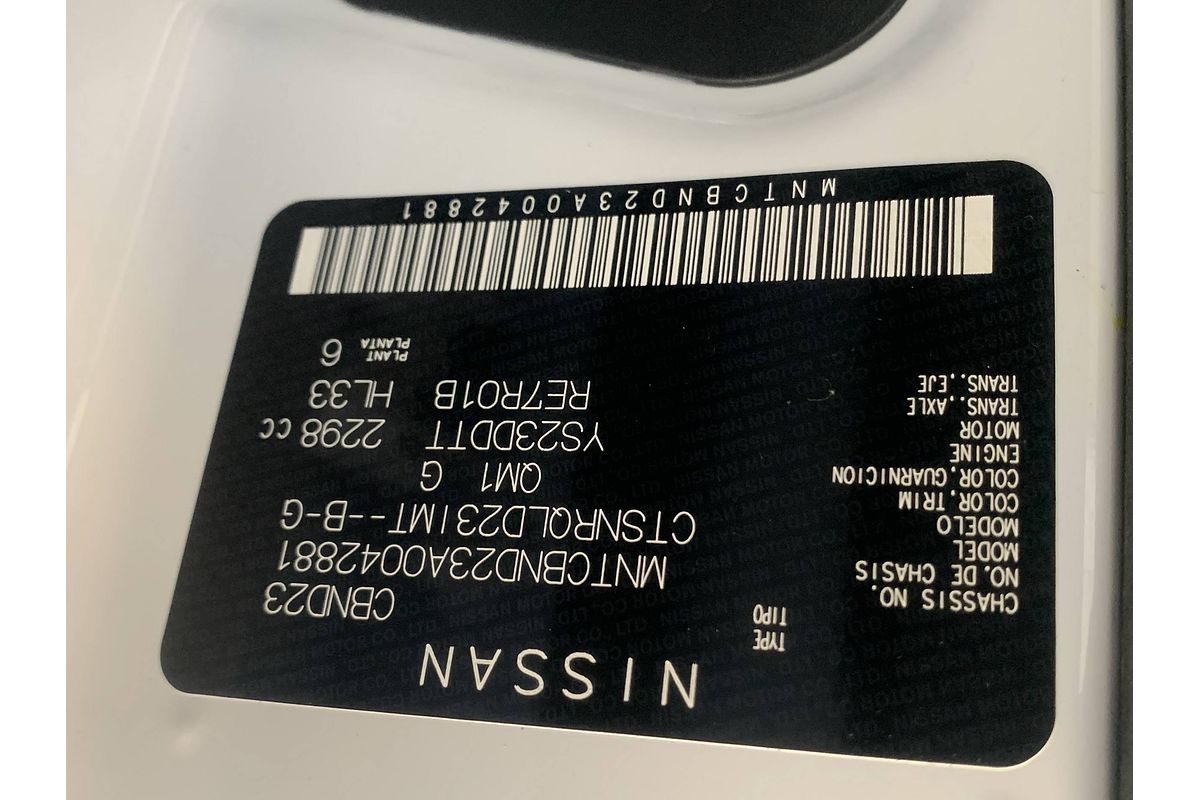 NISSAN
TYPE
TIPO CBND23
CHASSIS NO.
NO. DE CHASIS MNTCBND23A0042881
MODEL
MODELO CTSNRQLD23IMT--B-G
COLOR,TRIM
COLOR,GUARNICION QM1 G
ENGINE
MOTOR YS23DDTT 2298 cc
TRANS.,AXLE
TRANS.,EJE RE7R01B HL33
PLANT
PLANTA 6
MNTCBND23A0042881